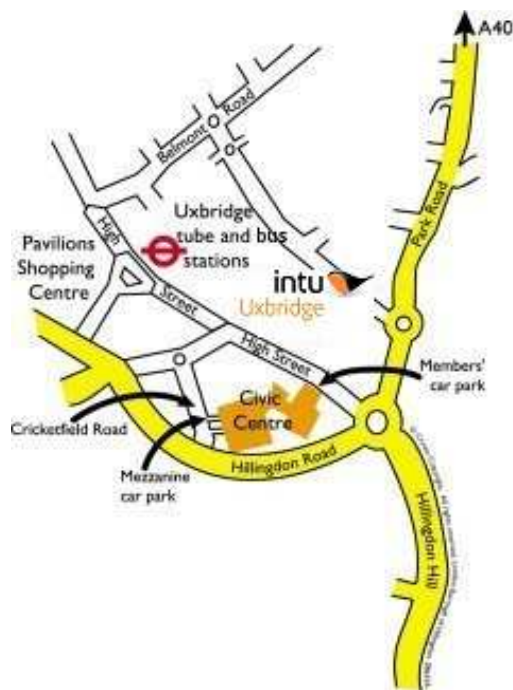 A40
Belmont Road
Park Road
High
Street
Uxbridge
tube and bus
stations
Pavilions
Shopping
Centre
intu
Uxbridge
High Street
Members'
car park
Civic
Centre
Cricketfield Road
Mezzanine
car park
Hillingdon Road
Hillingdon Hill